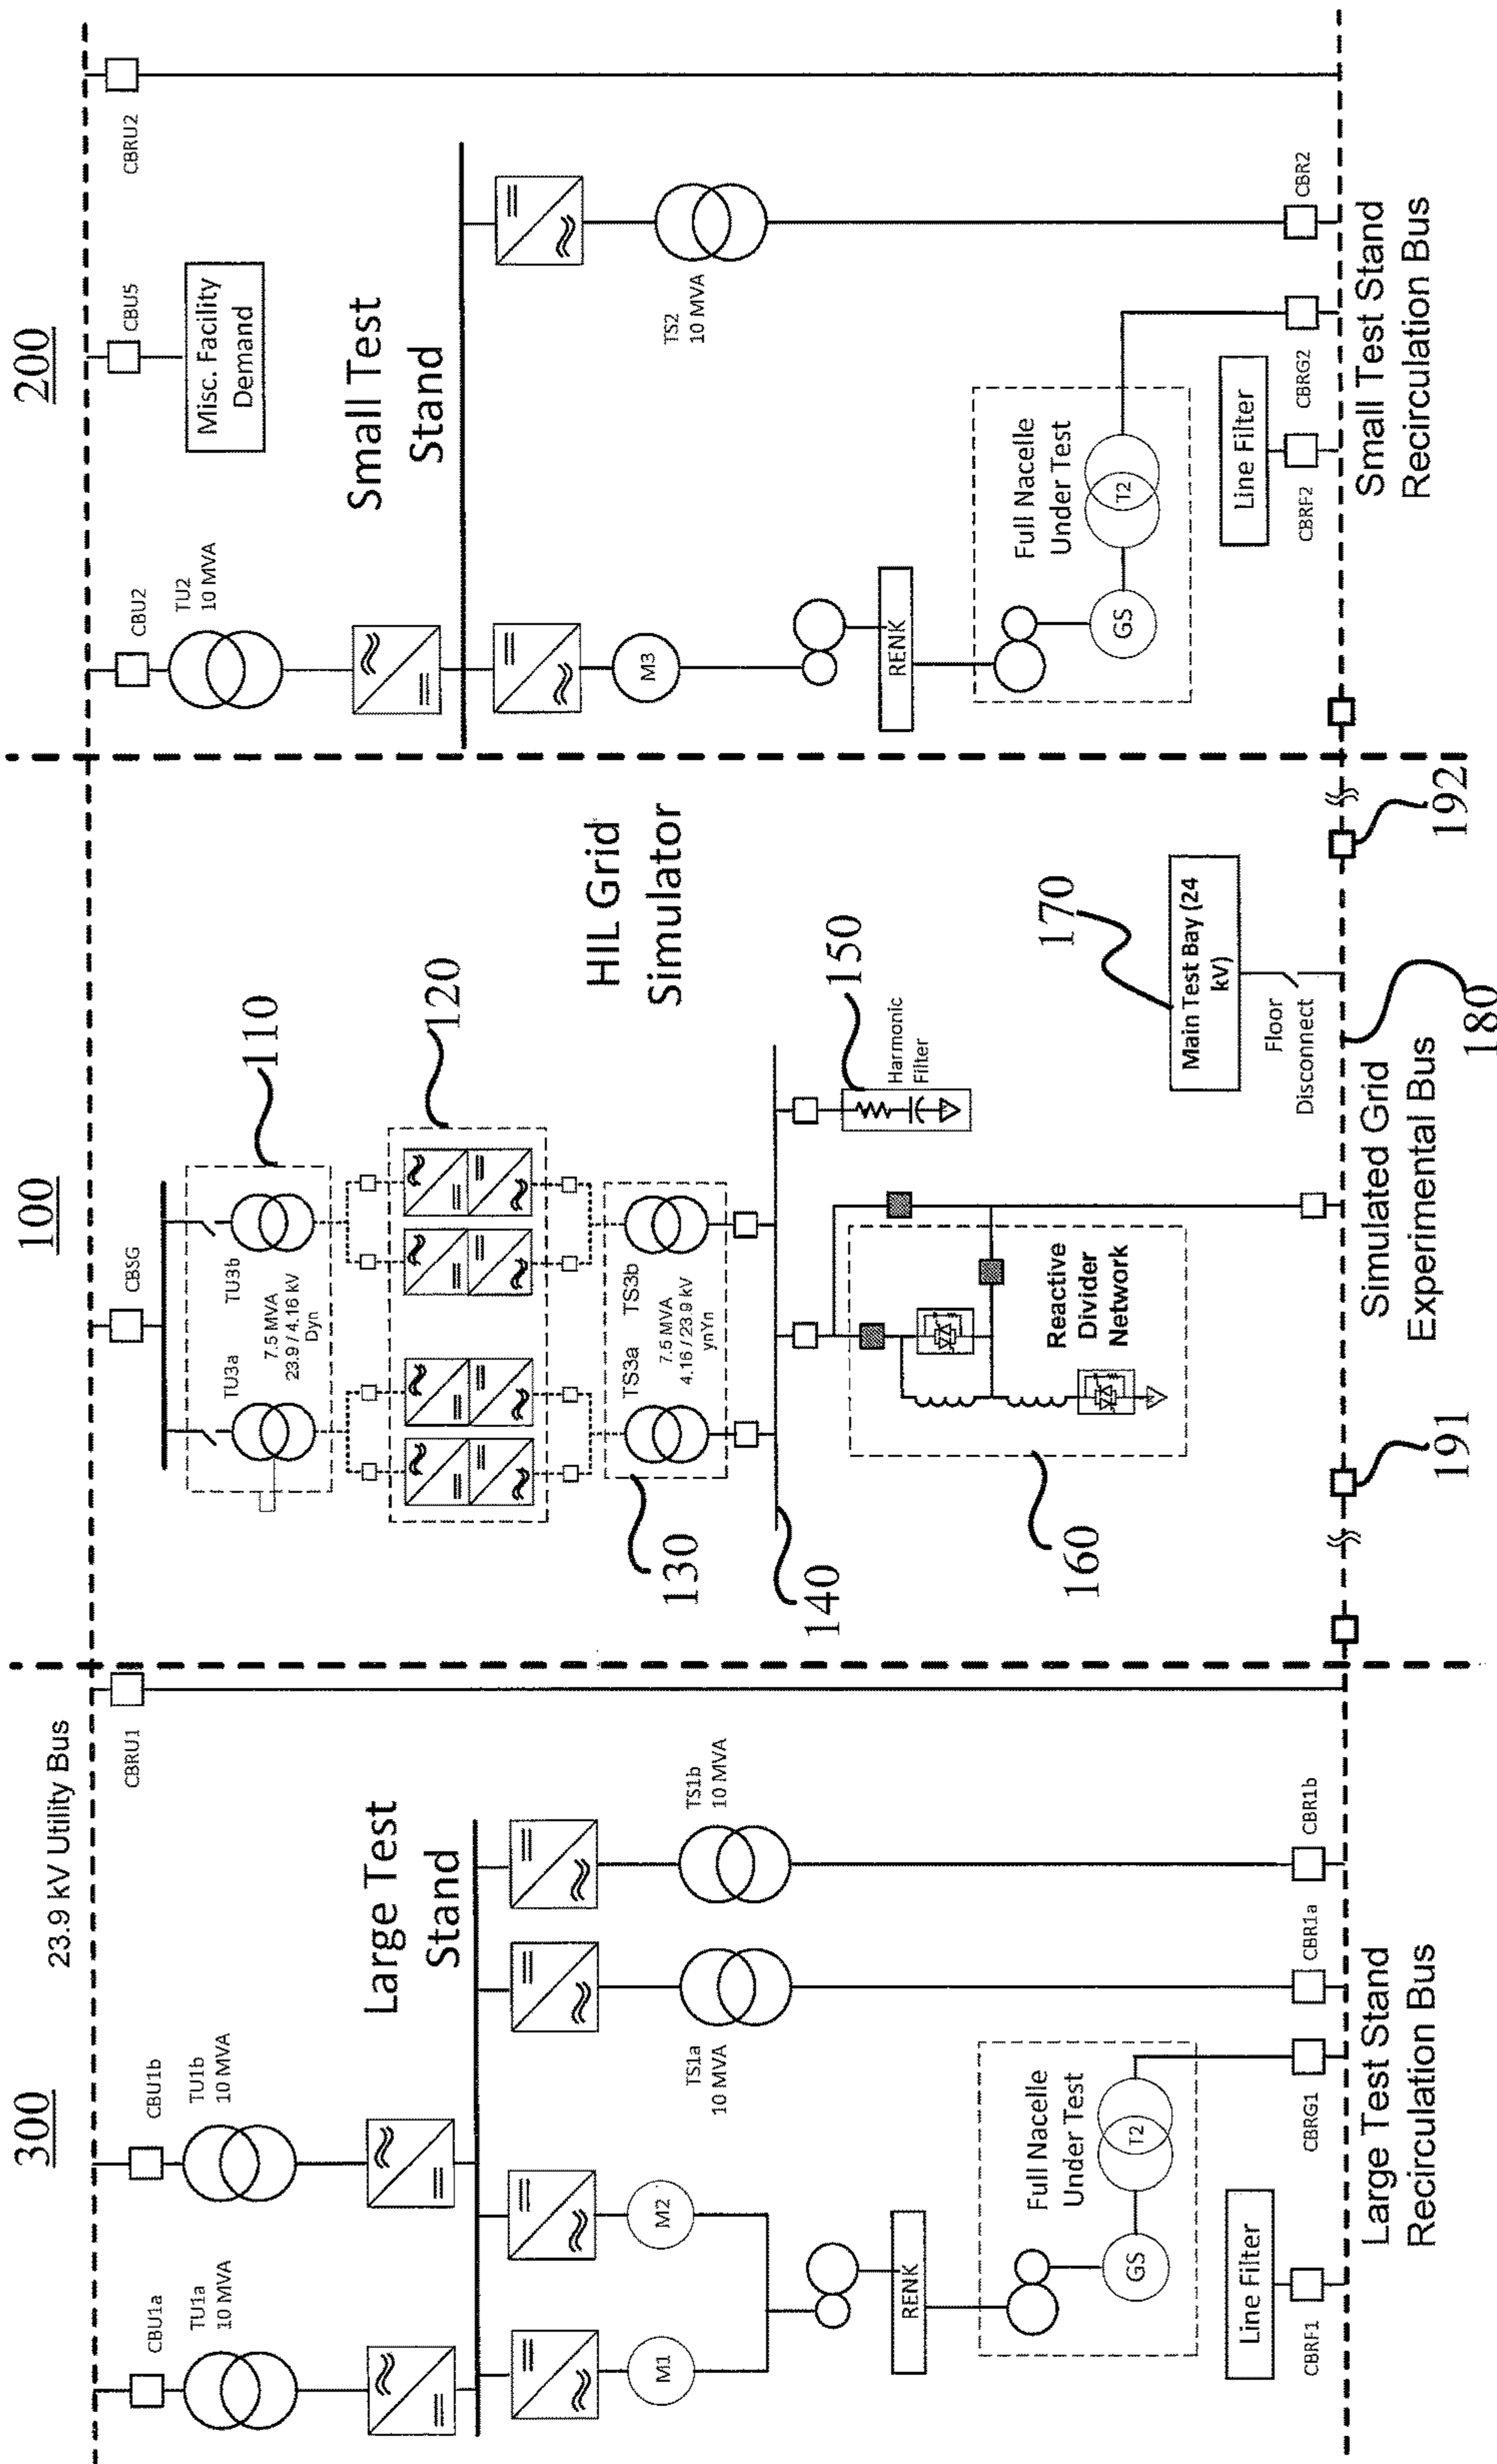 300
23.9 kV Utility Bus
CBU1a
TU1a
10 MVA
CBU1b
TU1b
10 MVA
CBRU1
Large Test
Stand
M1
M2
TS1a
10 MVA
TS1b
10 MVA
RENK
Full Nacelle
Under Test
GS
T2
Line Filter
CBRF1
CBRG1
CBR1a
CBR1b
Large Test Stand
Recirculation Bus
100
CBSG
110
TU3a
TU3b
7.5 MVA
23.9 / 4.16 kV
Dyn
120
HIL Grid
Simulator
130
TS3a
TS3b
7.5 MVA
4.16 / 23.9 kV
ynYn
140
150
Harmonic
Filter
160
Reactive
Divider
Network
170
Main Test Bay (24
kV)
Floor
Disconnect
191
192
180
Simulated Grid
Experimental Bus
200
CBU2
TU2
10 MVA
CBU5
Misc. Facility
Demand
CBRU2
Small Test
Stand
M3
TS2
10 MVA
RENK
Full Nacelle
Under Test
GS
T2
Line Filter
CBRF2
CBRG2
CBR2
Small Test Stand
Recirculation Bus